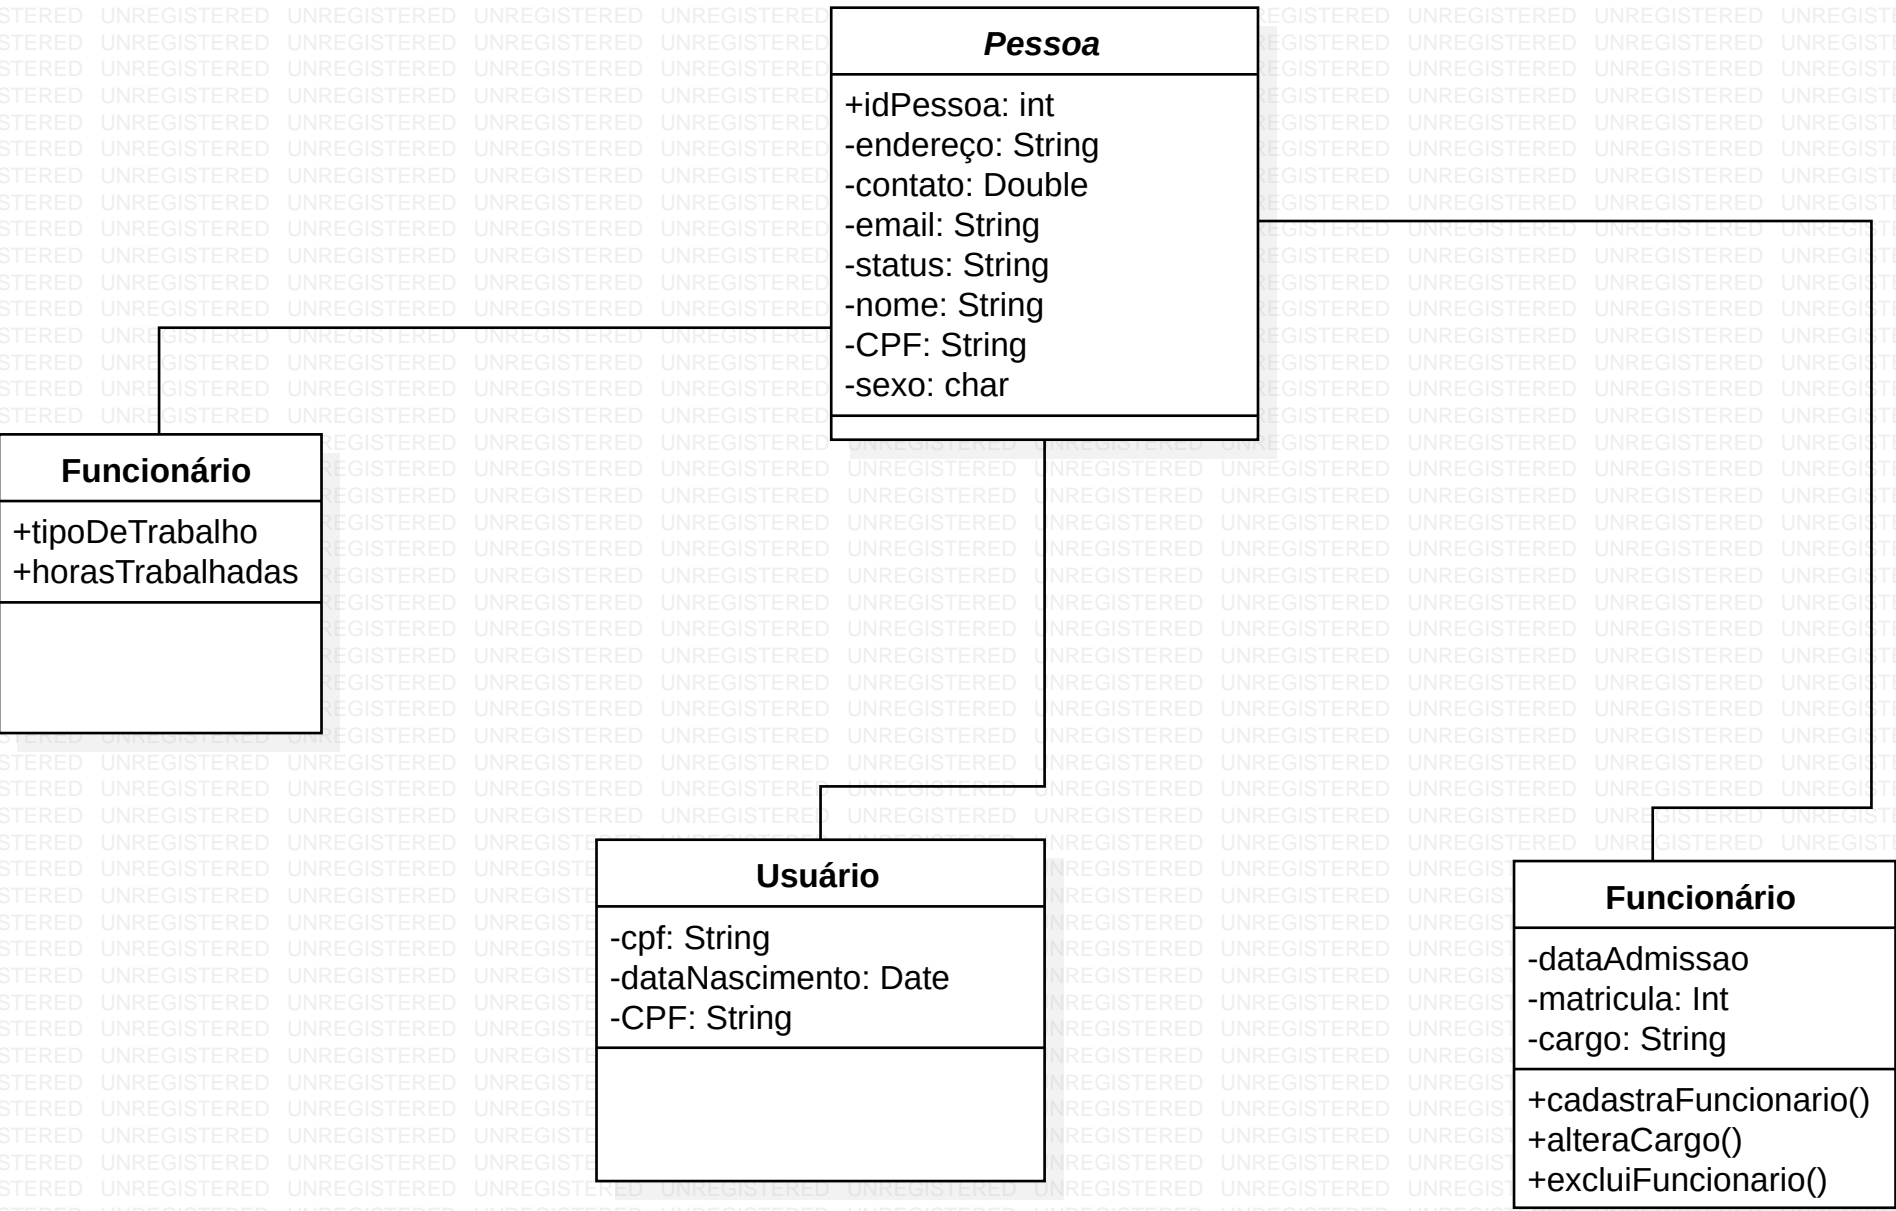 Pessoa
+idPessoa: int
-endereço: String
-contato: Double
-email: String
-status: String
-nome: String
-CPF: String
-sexo: char
Funcionário
+tipoDeTrabalho
+horasTrabalhadas
Usuário
-cpf: String
-dataNascimento: Date
-CPF: String
Funcionário
-dataAdmissao
-matricula: Int
-cargo: String
+cadastraFuncionario()
+alteraCargo()
+excluiFuncionario()
UNREGISTERED